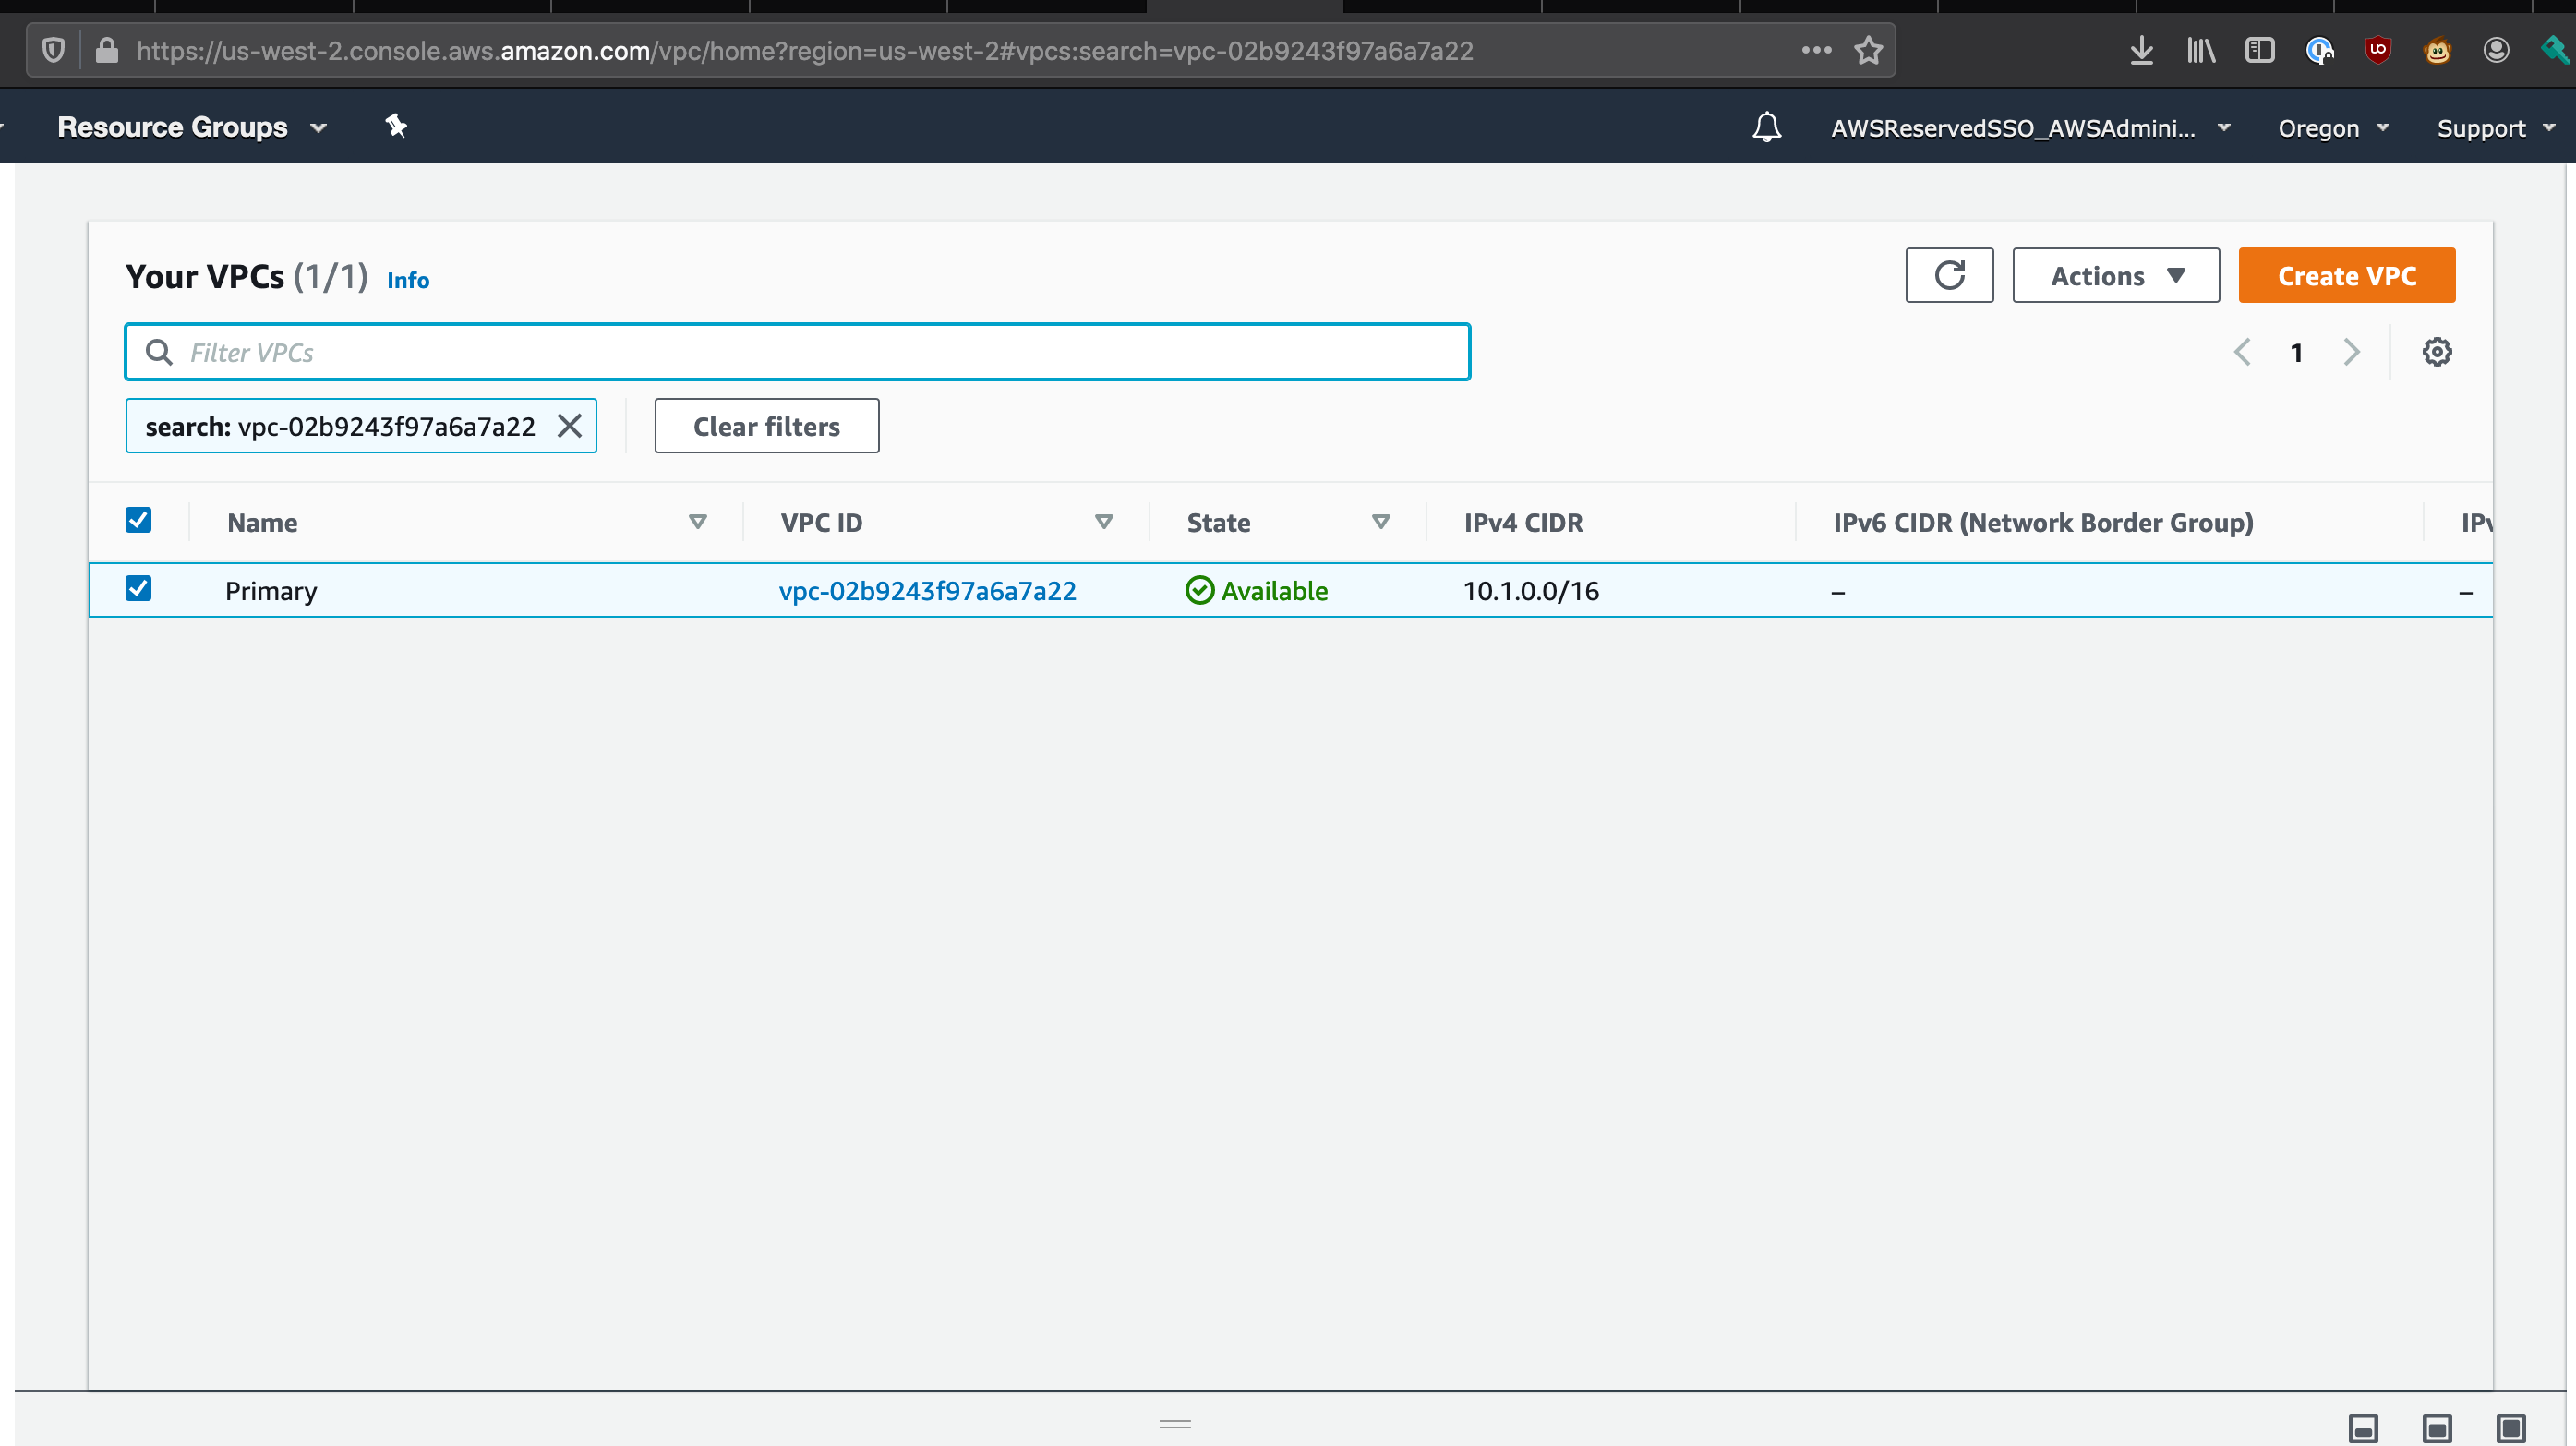 https://us-west-2.console.aws.amazon.com/vpc/home?region=us-west-2#vpcs:search=vpc-02b9243f97a6a7a22
Resource Groups AWSReservedSSO_AWSAdmini... Oregon Support
Your VPCs (1/1) Info Actions Create VPC
Filter VPCs 1
search: vpc-02b9243f97a6a7a22 Clear filters
Name VPC ID State IPv4 CIDR IPv6 CIDR (Network Border Group) IPv
Primary vpc-02b9243f97a6a7a22 Available 10.1.0.0/16 – –